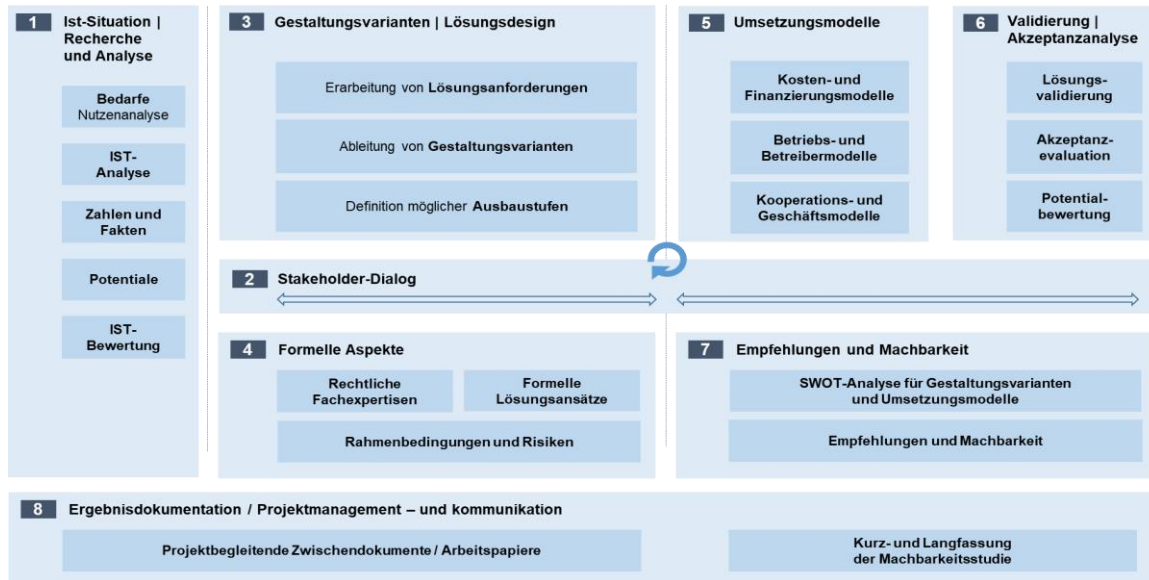 1
Ist-Situation |
Recherche
und Analyse
Bedarfe
Nutzenanalyse
IST-
Analyse
Zahlen und
Fakten
Potentiale
IST-
Bewertung
3 Gestaltungsvarianten | Lösungsdesign
Erarbeitung von Lösungsanforderungen
Ableitung von Gestaltungsvarianten
Definition möglicher Ausbaustufen
5 Umsetzungsmodelle
Kosten- und
Finanzierungsmodelle
Betriebs- und
Betreibermodelle
Kooperations- und
Geschäftsmodelle
6 Validierung |
Akzeptanzanalyse
Lösungs-
validierung
Akzeptanz-
evaluation
Potential-
bewertung
2 Stakeholder-Dialog
4 Formelle Aspekte
Rechtliche
Fachexpertisen
Formelle
Lösungsansätze
Rahmenbedingungen und Risiken
7 Empfehlungen und Machbarkeit
SWOT-Analyse für Gestaltungsvarianten
und Umsetzungsmodelle
Empfehlungen und Machbarkeit
8 Ergebnisdokumentation / Projektmanagement – und kommunikation
Projektbegleitende Zwischendokumente / Arbeitspapiere
Kurz- und Langfassung
der Machbarkeitsstudie